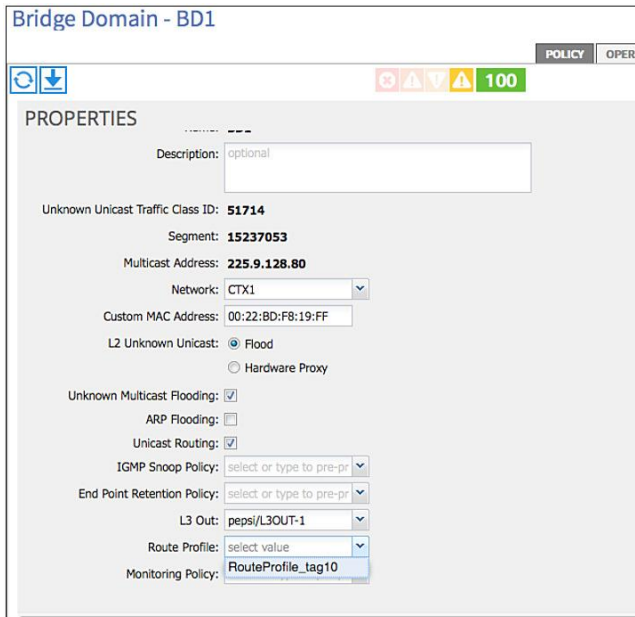 Bridge Domain - BD1
POLICY OPER
100
PROPERTIES
Description: optional
Unknown Unicast Traffic Class ID: 51714
Segment: 15237053
Multicast Address: 225.9.128.80
Network: CTX1
Custom MAC Address: 00:22:BD:F8:19:FF
L2 Unknown Unicast: Flood
Hardware Proxy
Unknown Multicast Flooding:
ARP Flooding:
Unicast Routing:
IGMP Snoop Policy: select or type to pre-pr
End Point Retention Policy: select or type to pre-pr
L3 Out: pepsi/L3OUT-1
Route Profile: select value
RouteProfile_tag10
Monitoring Policy: